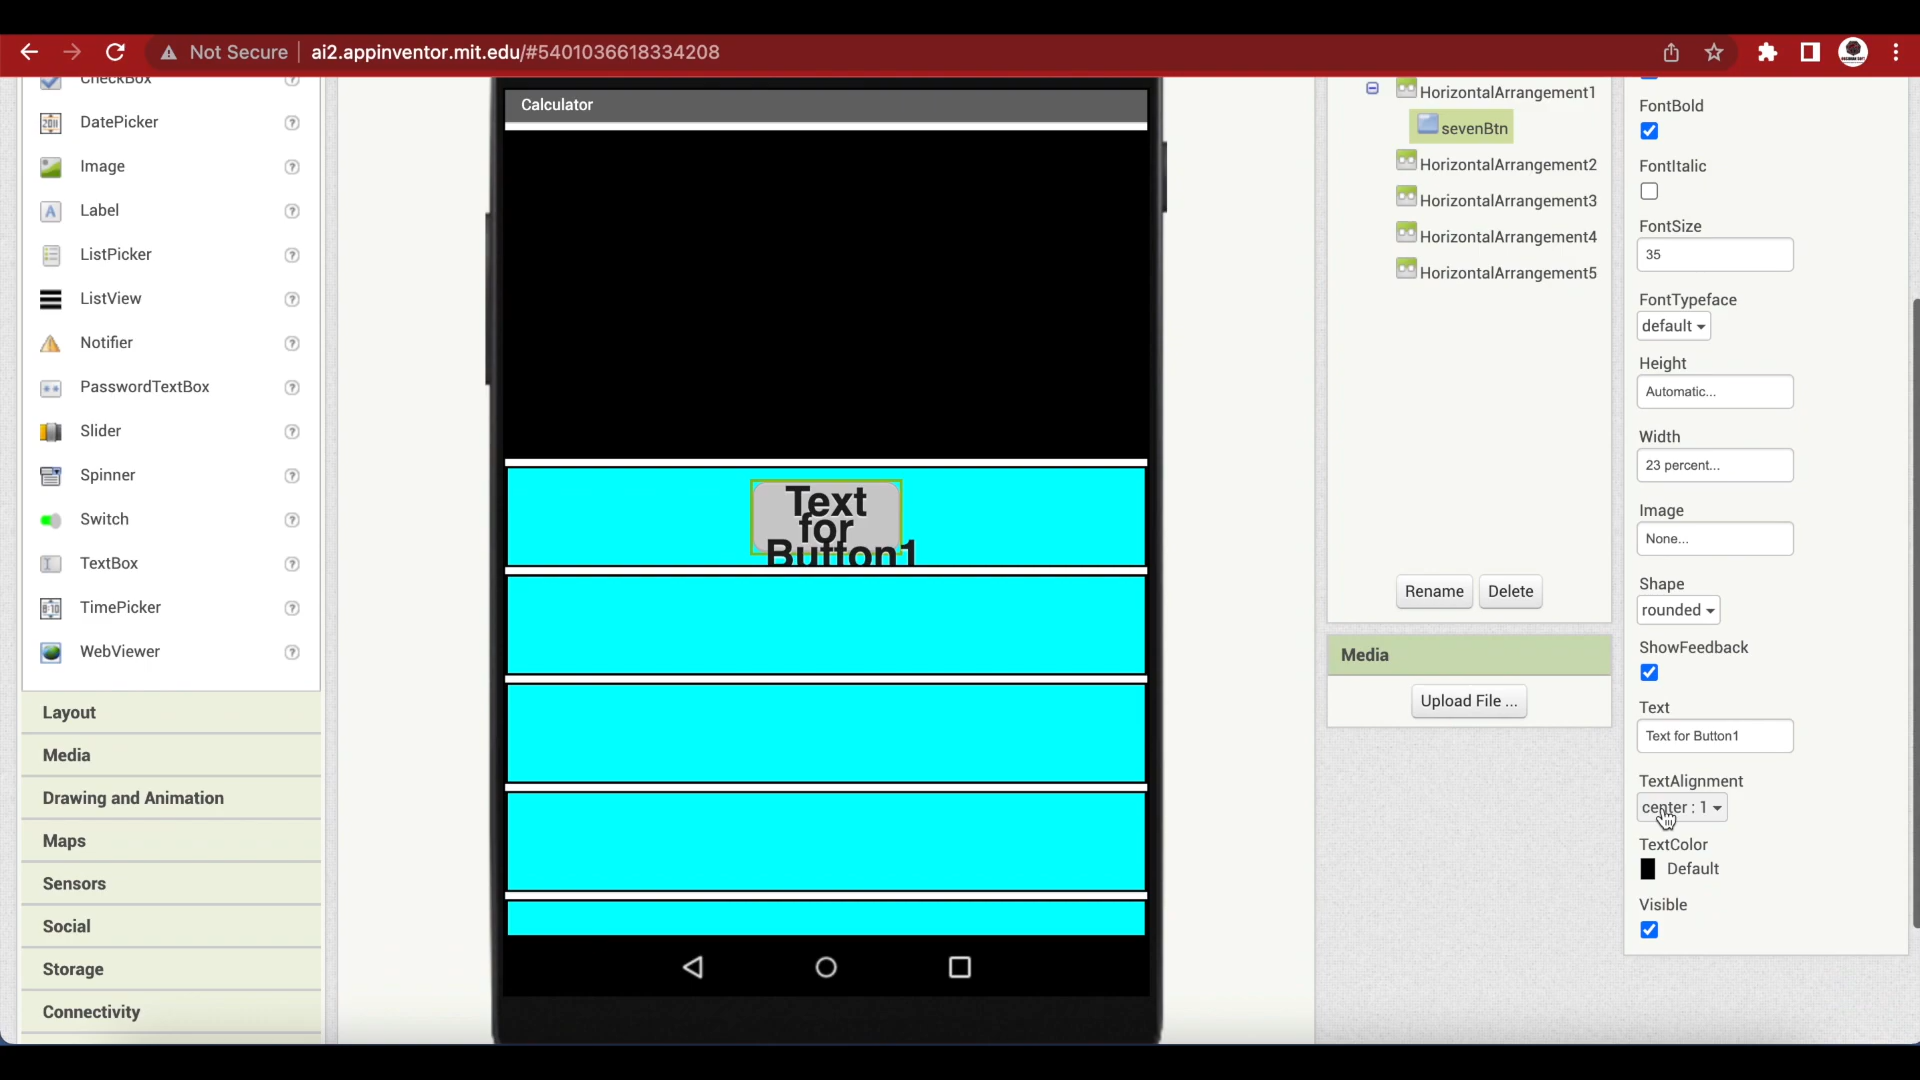 Not Secure | ai2.appinventor.mit.edu/#5401036618334208
CheckBox
DatePicker
Image
Label
ListPicker
ListView
Notifier
PasswordTextBox
Slider
Spinner
Switch
TextBox
TimePicker
WebViewer
Layout
Media
Drawing and Animation
Maps
Sensors
Social
Storage
Connectivity
Calculator
Text
for
Button1
HorizontalArrangement1
sevenBtn
HorizontalArrangement2
HorizontalArrangement3
HorizontalArrangement4
HorizontalArrangement5
Rename Delete
Media
Upload File ...
FontBold
FontItalic
FontSize
35
FontTypeface
default
Height
Automatic...
Width
23 percent...
Image
None...
Shape
rounded
ShowFeedback
Text
Text for Button1
TextAlignment
center : 1
TextColor
Default
Visible